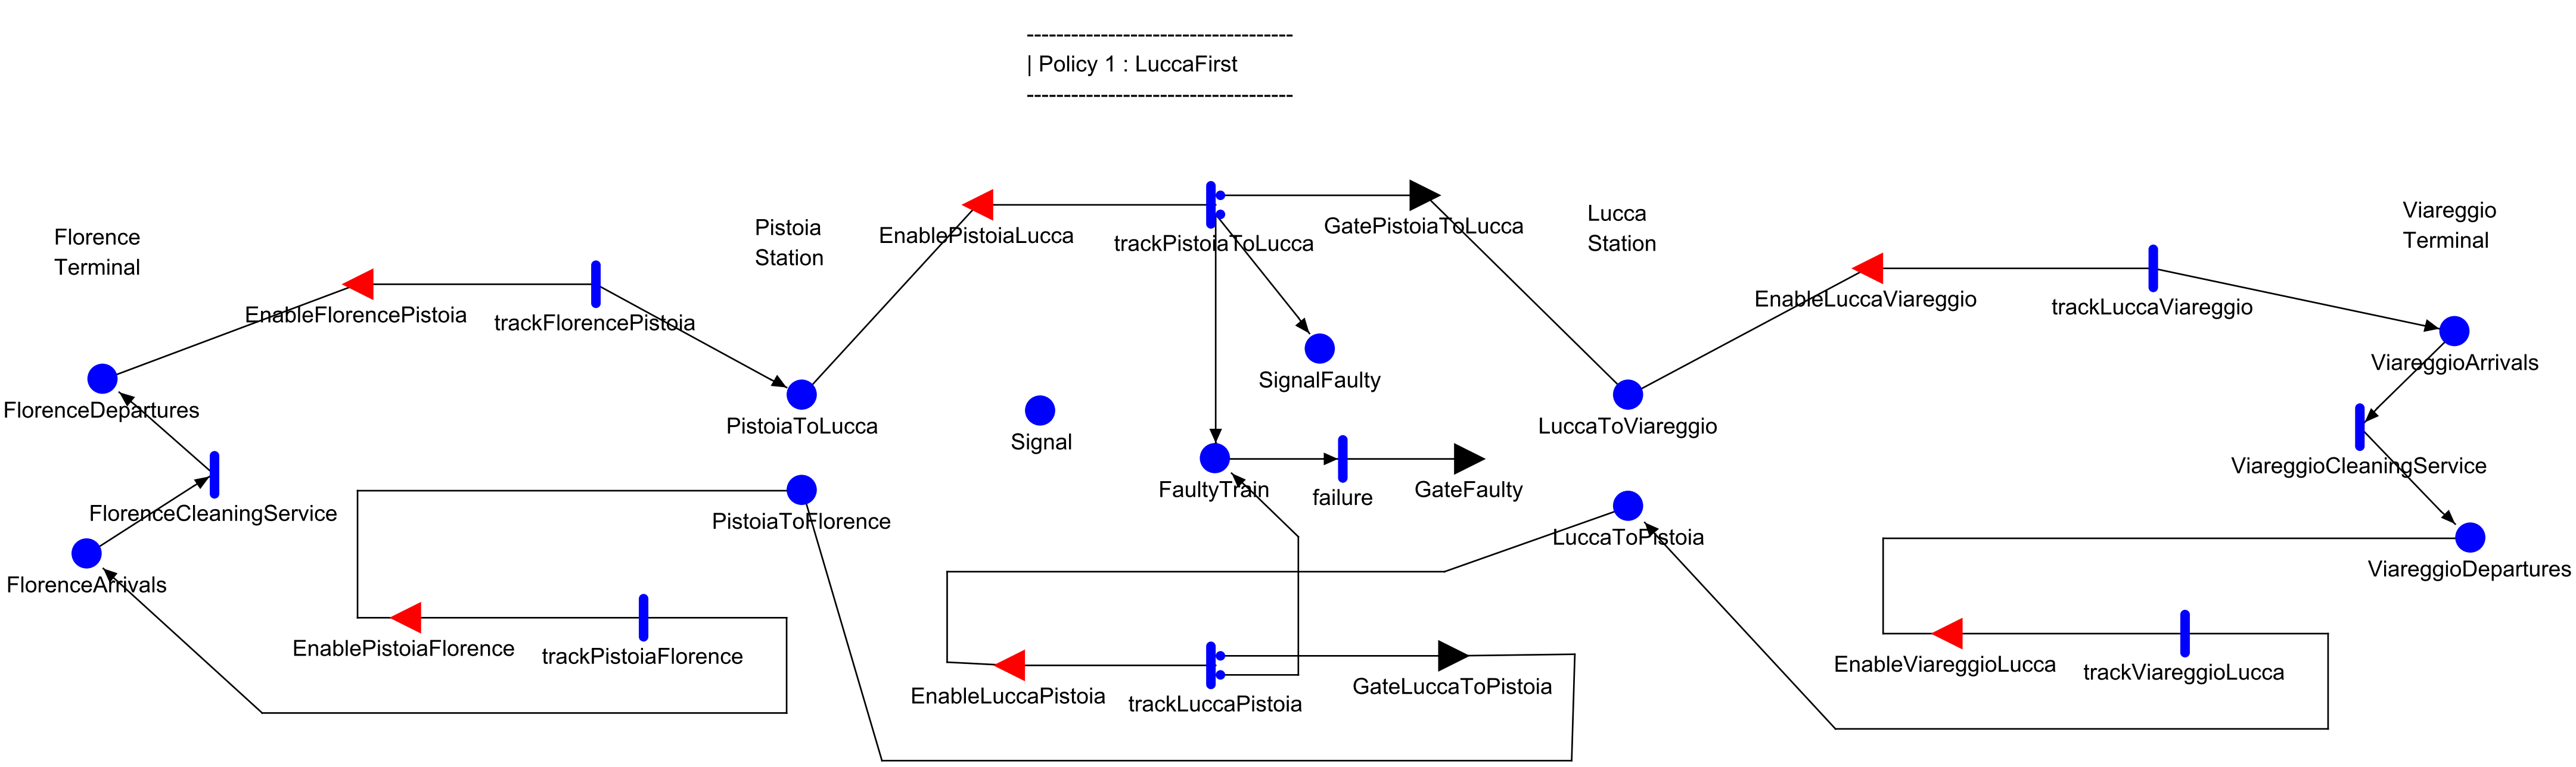 ------------------------------------
| Policy 1 : LuccaFirst
------------------------------------
Florence
Terminal
Pistoia
Station
Lucca
Station
Viareggio
Terminal
EnablePistoiaLucca
trackPistoiaToLucca
GatePistoiaToLucca
EnableFlorencePistoia
trackFlorencePistoia
EnableLuccaViareggio
trackLuccaViareggio
SignalFaulty
ViareggioArrivals
FlorenceDepartures
PistoiaToLucca
Signal
LuccaToViareggio
ViareggioCleaningService
FaultyTrain
failure
GateFaulty
FlorenceCleaningService
PistoiaToFlorence
LuccaToPistoia
ViareggioDepartures
FlorenceArrivals
EnablePistoiaFlorence
trackPistoiaFlorence
EnableLuccaPistoia
trackLuccaPistoia
GateLuccaToPistoia
EnableViareggioLucca
trackViareggioLucca